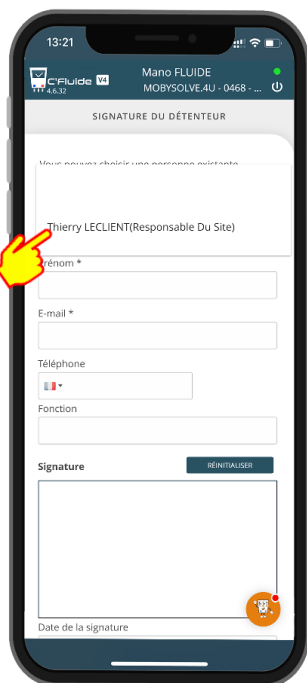 13:21
C'Fluide V4
4.6.32
Mano FLUIDE
MOBYSOLVE.4U - 0468 - ...
SIGNATURE DU DÉTENTEUR
Vous pouvez choisir une personne existante
Thierry LECLIENT(Responsable Du Site)
Prénom *
E-mail *
Téléphone
Fonction
Signature
RÉINITIALISER
Date de la signature